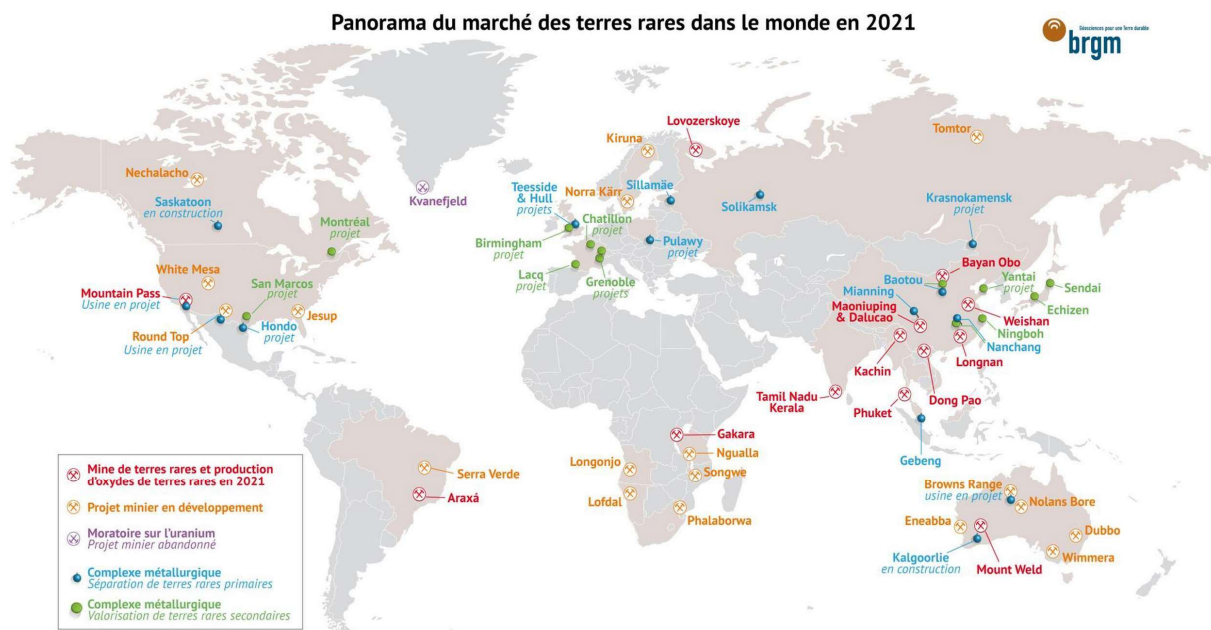 Panorama du marché des terres rares dans le monde en 2021
Géosciences pour une Terre durable
brgm
Lovozerskoye
Kiruna
Tomtor
Nechalacho
Saskatoon
en construction
Kvanefjeld
Teesside
& Hull
projets
Norra Kärr
Sillamäe
Solikamsk
Krasnokamensk
projet
Montréal
projet
Chatillon
projet
Birmingham
projet
Pulawy
projet
Lacq
projet
Grenoble
projets
White Mesa
San Marcos
projet
Mountain Pass
Usine en projet
Jesup
Round Top
Usine en projet
Hondo
projet
Bayan Obo
Baotou
Yantai
projet
Sendai
Mianning
Echizen
Maoniuping
& Dalucao
Weishan
Ningboh
Nanchang
Kachin
Longnan
Tamil Nadu
Kerala
Phuket
Dong Pao
Gebeng
Gakara
Ngualla
Longonjo
Songwe
Serra Verde
Lofdal
Araxá
Phalaborwa
Browns Range
usine en projet
Nolans Bore
Eneabba
Dubbo
Kalgoorlie
en construction
Mount Weld
Wimmera
Mine de terres rares et production
d'oxydes de terres rares en 2021
Projet minier en développement
Moratoire sur l'uranium
Projet minier abandonné
Complexe métallurgique
Séparation de terres rares primaires
Complexe métallurgique
Valorisation de terres rares secondaires